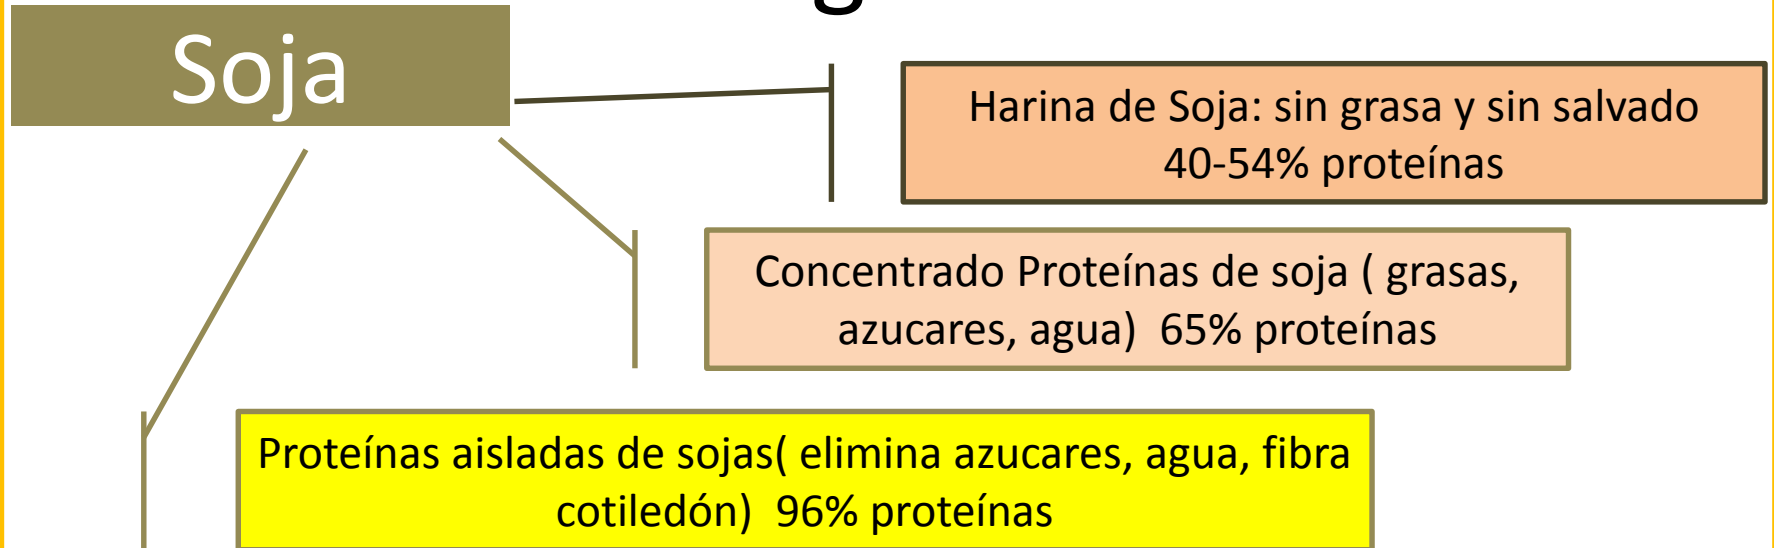 g
Soja
Harina de Soja: sin grasa y sin salvado
40-54% proteínas
Concentrado Proteínas de soja ( grasas,
azucares, agua)  65% proteínas
Proteínas aisladas de sojas( elimina azucares, agua, fibra
cotiledón)  96% proteínas